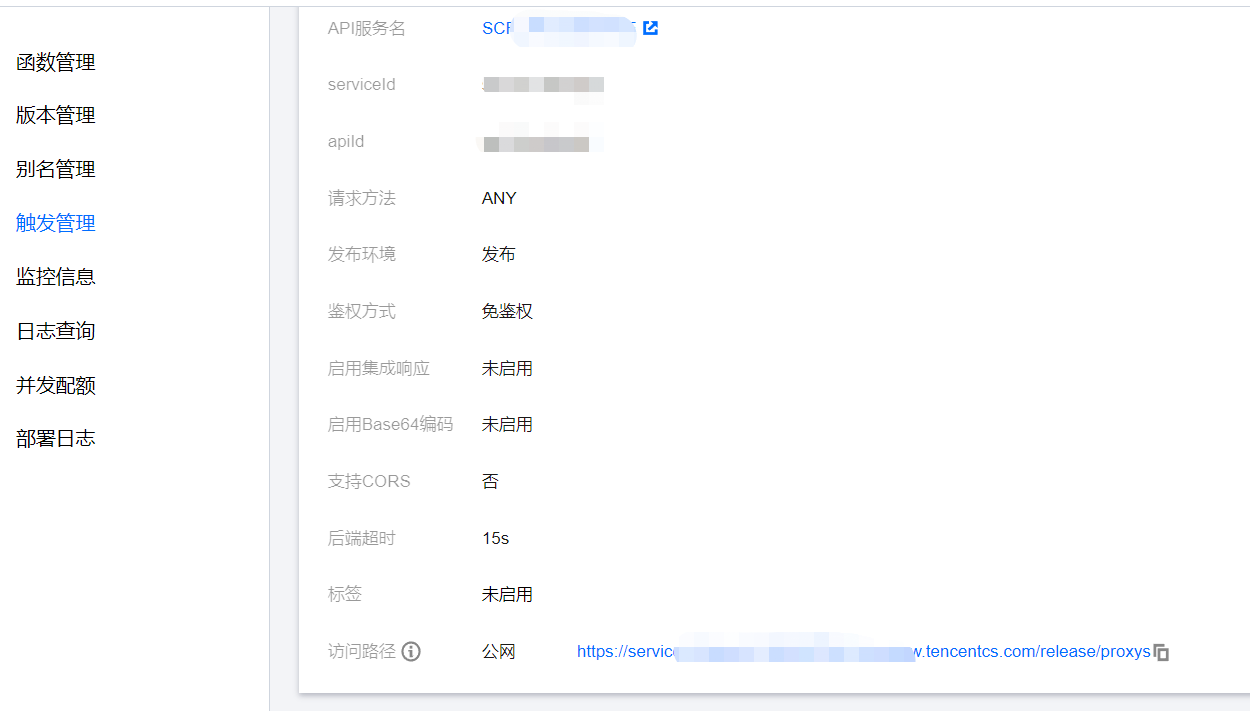 函数管理
版本管理
别名管理
触发管理
监控信息
日志查询
并发配额
部署日志
API服务名 SCF
serviceId
apiId
请求方法 ANY
发布环境 发布
鉴权方式 免鉴权
启用集成响应 未启用
启用Base64编码 未启用
支持CORS 否
后端超时 15s
标签 未启用
访问路径 公网 https://servic w.tencentcs.com/release/proxys